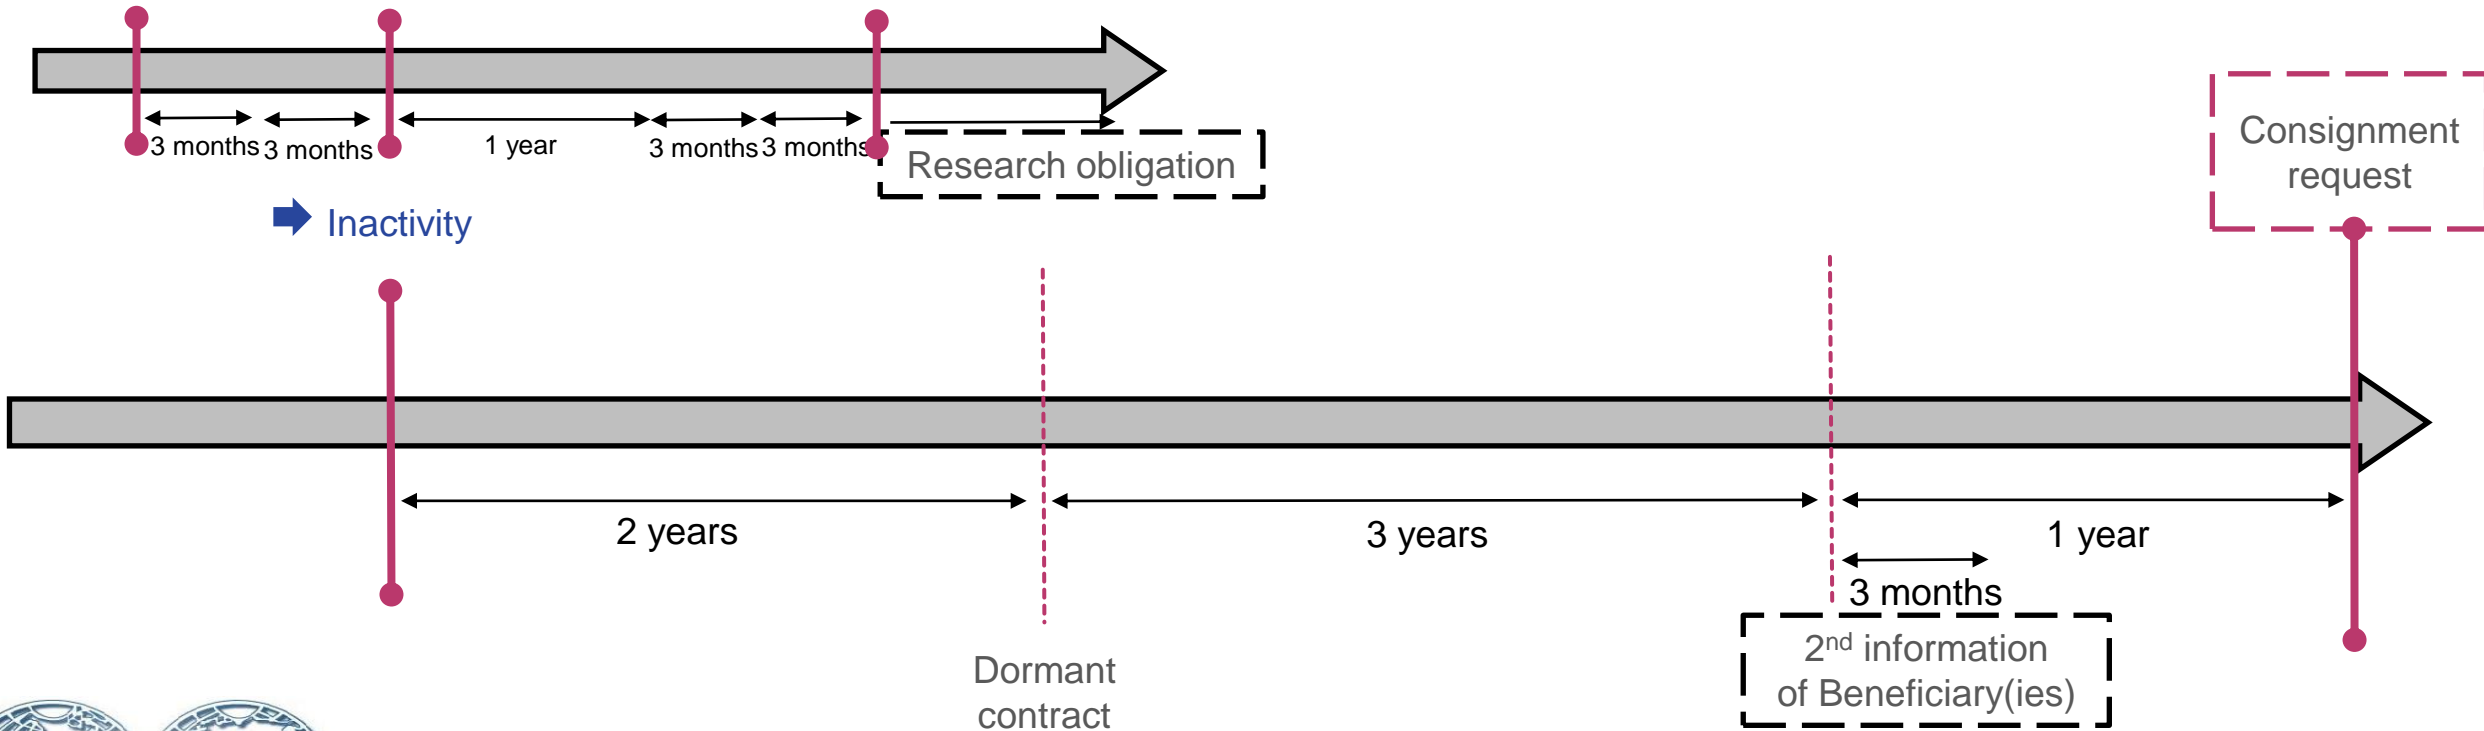 3 months
3 months
1 year
3 months
3 months
Research obligation
Inactivity
Consignment
request
2 years
3 years
1 year
3 months
2nd information
of Beneficiary(ies)
Dormant
contract